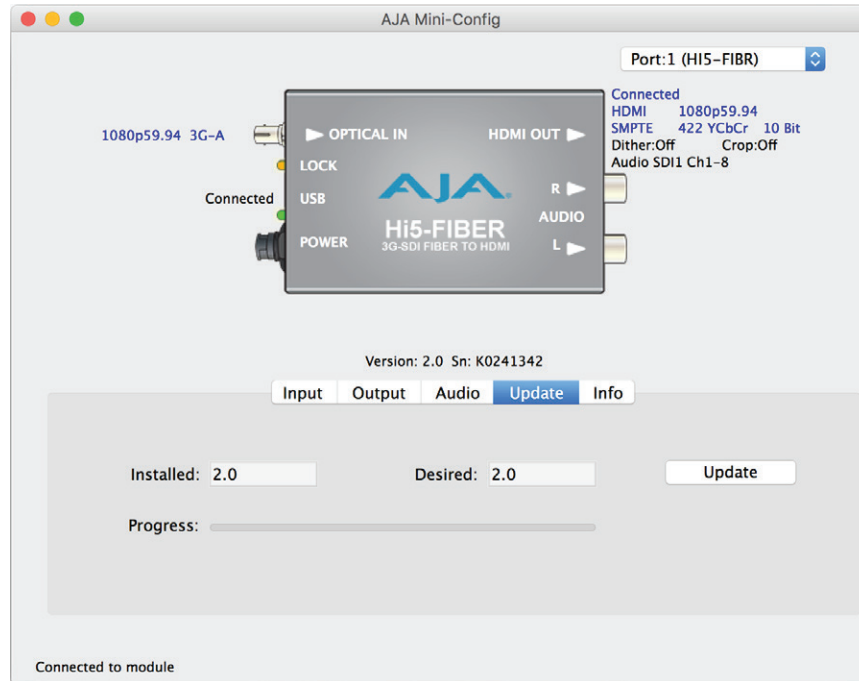 AJA Mini-Config
Port:1 (HI5-FIBR)
Connected
HDMI 1080p59.94
SMPTE 422 YCbCr 10 Bit
Dither:Off Crop:Off
Audio SDI1 Ch1-8
1080p59.94 3G-A
OPTICAL IN
HDMI OUT
LOCK
Connected
USB
AJA
R
AUDIO
POWER
Hi5-FIBER
3G-SDI FIBER TO HDMI
L
Version: 2.0 Sn: K0241342
Input Output Audio Update Info
Installed: 2.0 Desired: 2.0 Update
Progress:
Connected to module